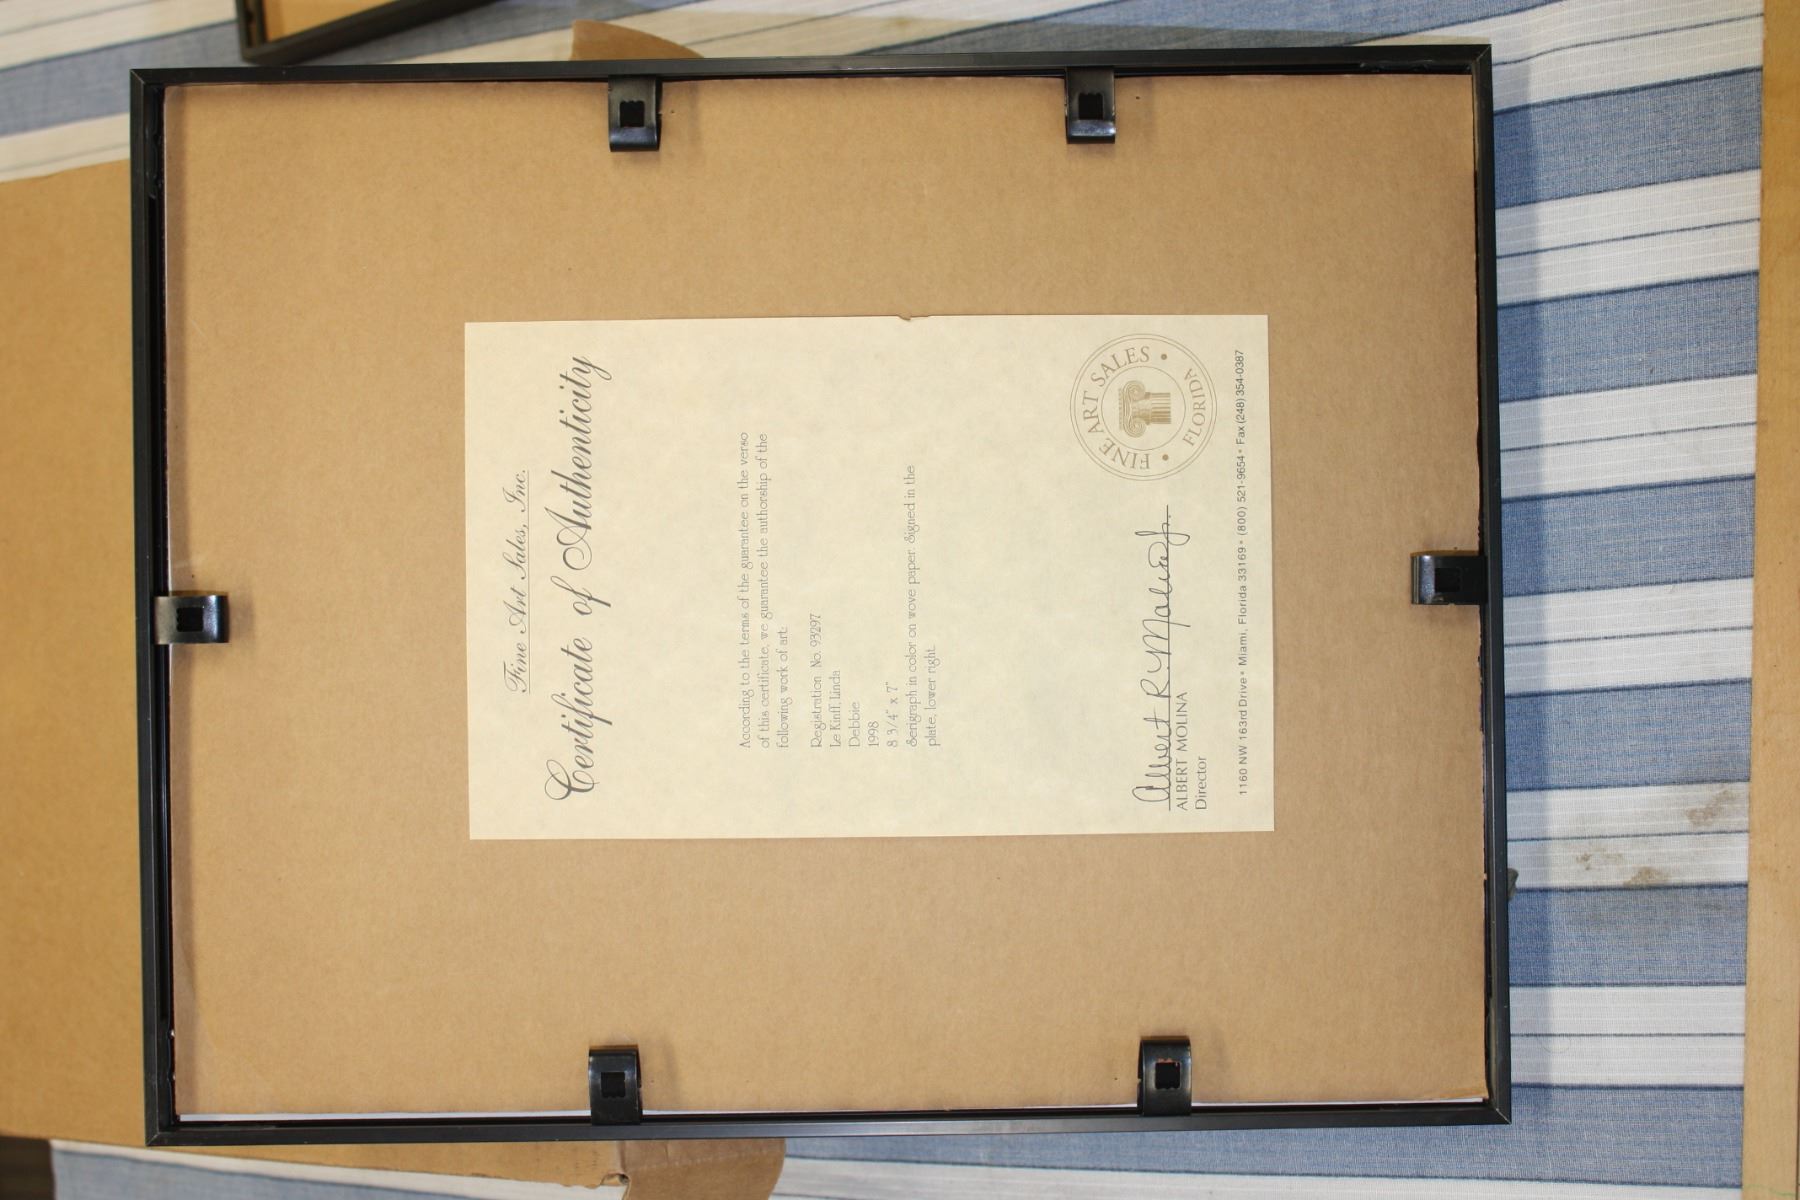 Fine Art Sales, Inc.
Certificate of Authenticity
According to the terms of the guarantee on the verso
of this certificate, we guarantee the authorship of the
following work of art:
Registration No. 93297
Le Kinff, Linda
Debbie
1998
8 3/4" x 7"
Serigraph in color on wove paper. Signed in the
plate, lower right.
Albert R. Molina Jr.
ALBERT MOLINA
Director
• FINE ART SALES • FLORIDA
1160 NW 163rd Drive • Miami, Florida 33169 • (800) 521-9654 • Fax (248) 354-0387